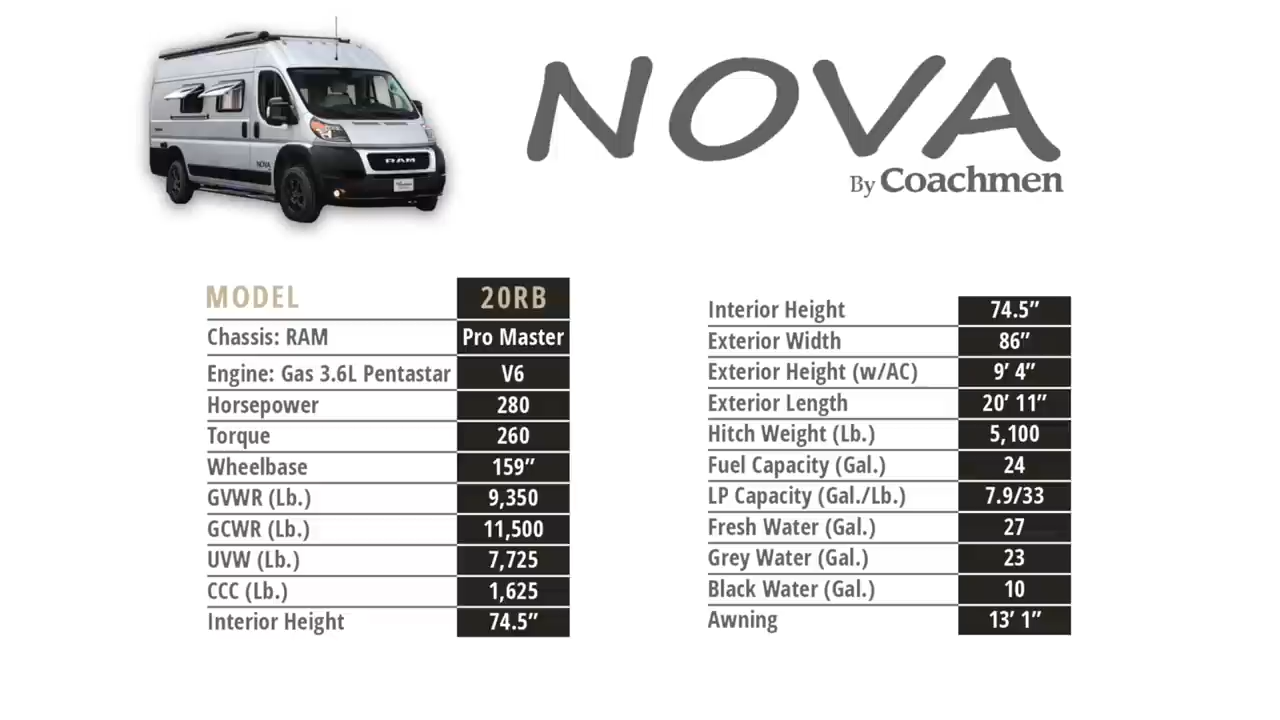 NOVA
By Coachmen
RAM
NOVA
MODEL 20RB
Chassis: RAM Pro Master
Engine: Gas 3.6L Pentastar V6
Horsepower 280
Torque 260
Wheelbase 159”
GVWR (Lb.) 9,350
GCWR (Lb.) 11,500
UVW (Lb.) 7,725
CCC (Lb.) 1,625
Interior Height 74.5”
Interior Height 74.5”
Exterior Width 86”
Exterior Height (w/AC) 9’ 4”
Exterior Length 20’ 11”
Hitch Weight (Lb.) 5,100
Fuel Capacity (Gal.) 24
LP Capacity (Gal./Lb.) 7.9/33
Fresh Water (Gal.) 27
Grey Water (Gal.) 23
Black Water (Gal.) 10
Awning 13’ 1”